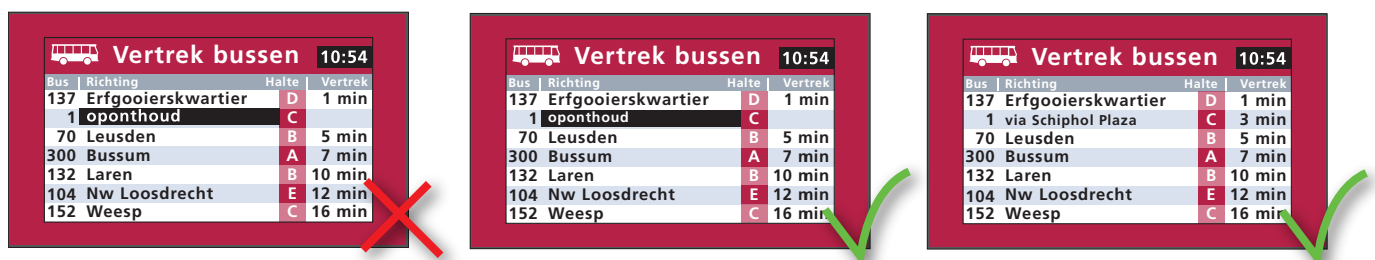 Vertrek bussen 10:54
Bus Richting Halte Vertrek
137 Erfgooierskwartier D 1 min
1 oponthoud C
70 Leusden B 5 min
300 Bussum A 7 min
132 Laren B 10 min
104 Nw Loosdrecht E 12 min
152 Weesp C 16 min
Vertrek bussen 10:54
Bus Richting Halte Vertrek
137 Erfgooierskwartier D 1 min
1 oponthoud C
70 Leusden B 5 min
300 Bussum A 7 min
132 Laren B 10 min
104 Nw Loosdrecht E 12 min
152 Weesp C 16 min
Vertrek bussen 10:54
Bus Richting Halte Vertrek
137 Erfgooierskwartier D 1 min
1 via Schiphol Plaza C 3 min
70 Leusden B 5 min
300 Bussum A 7 min
132 Laren B 10 min
104 Nw Loosdrecht E 12 min
152 Weesp C 16 min